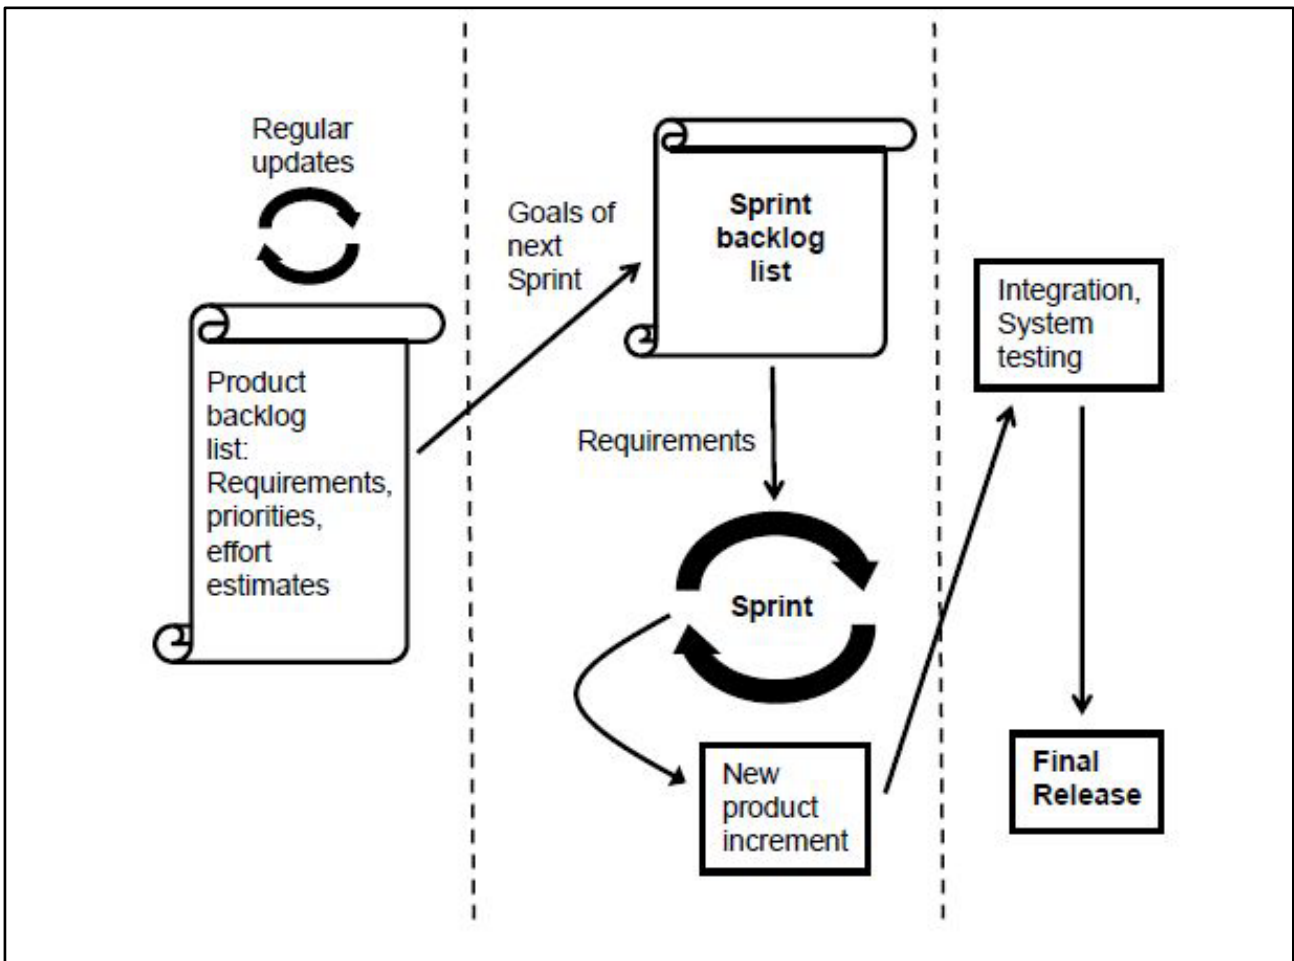 Regular
updates
Product
backlog
list:
Requirements,
priorities,
effort
estimates
Goals of
next
Sprint
Sprint
backlog
list
Requirements
Sprint
New
product
increment
Integration,
System
testing
Final
Release